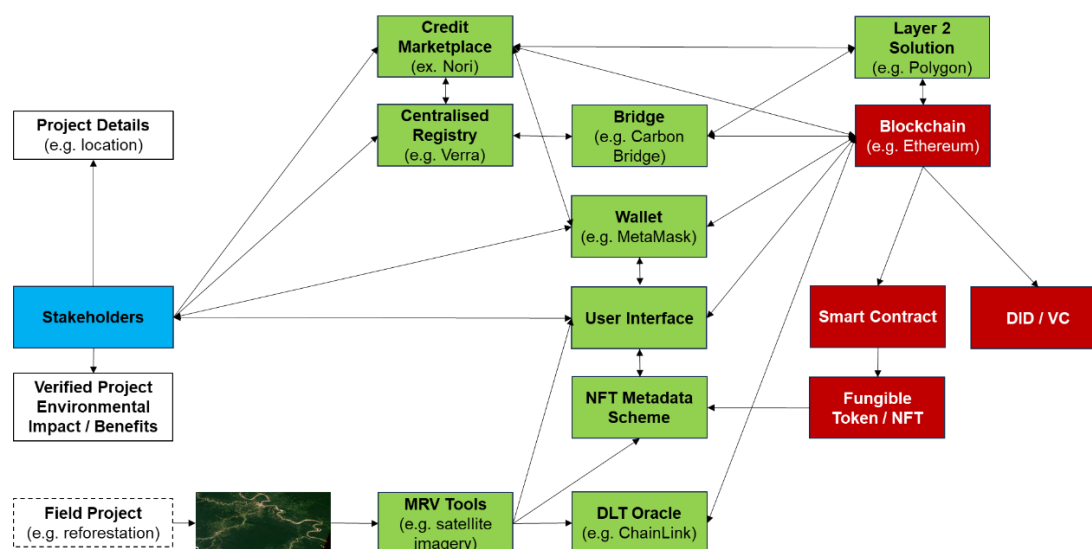 Credit
Marketplace
(ex. Nori)
Layer 2
Solution
(e.g. Polygon)
Project Details
(e.g. location)
Centralised
Registry
(e.g. Verra)
Bridge
(e.g. Carbon
Bridge)
Blockchain
(e.g. Ethereum)
Wallet
(e.g. MetaMask)
Stakeholders
User Interface
Smart Contract
DID / VC
Verified Project
Environmental
Impact / Benefits
NFT Metadata
Scheme
Fungible
Token / NFT
Field Project
(e.g. reforestation)
MRV Tools
(e.g. satellite
imagery)
DLT Oracle
(e.g. ChainLink)